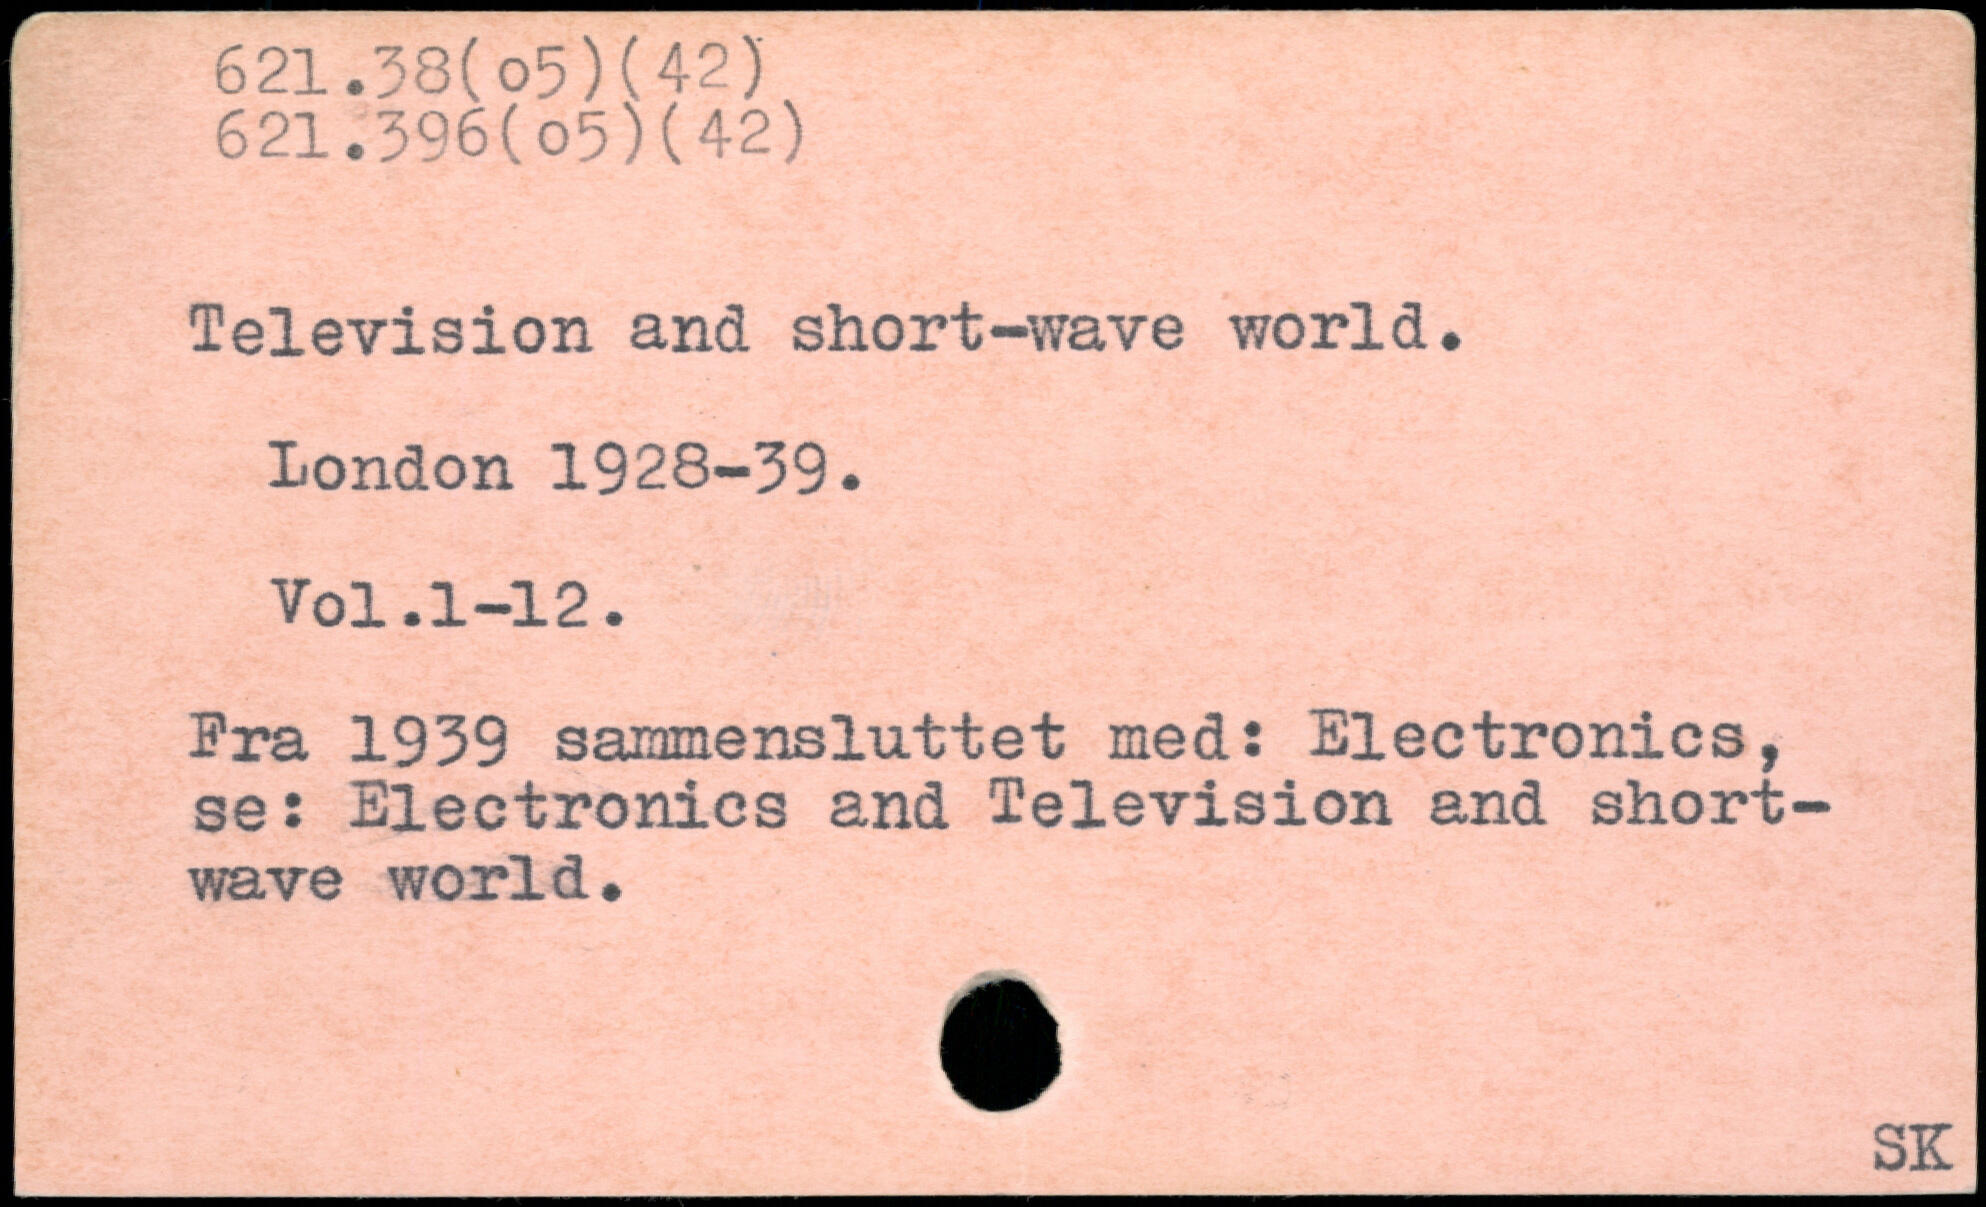 621.38(o5)(42)
621.396(o5)(42)
Television and short-wave world.
London 1928-39.
Vol.1-12.
Fra 1939 sammensluttet med: Electronics,
se: Electronics and Television and short-
wave world.
SK